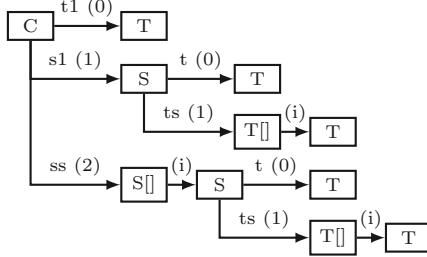 C t1 (0) T
s1 (1) S t (0) T
ts (1) T[] (i) T
ss (2) S[] (i) S t (0) T
ts (1) T[] (i) T